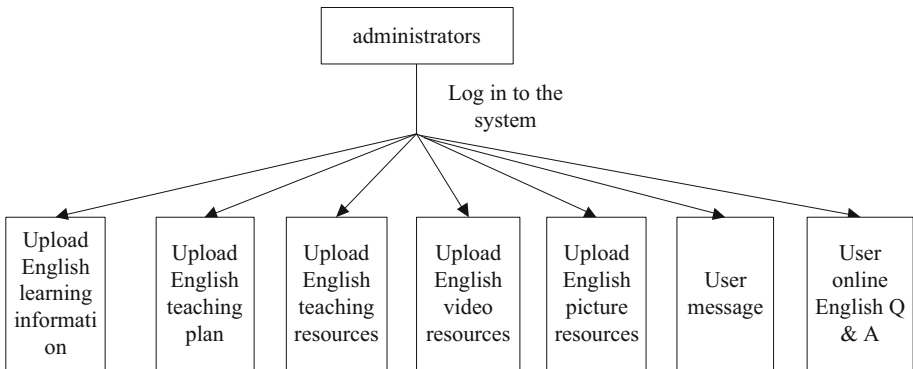 administrators
Log in to the
system
Upload
English
learning
informati
on
Upload
English
teaching
plan
Upload
English
teaching
resources
Upload
English
video
resources
Upload
English
picture
resources
User
message
User
online
English Q
& A